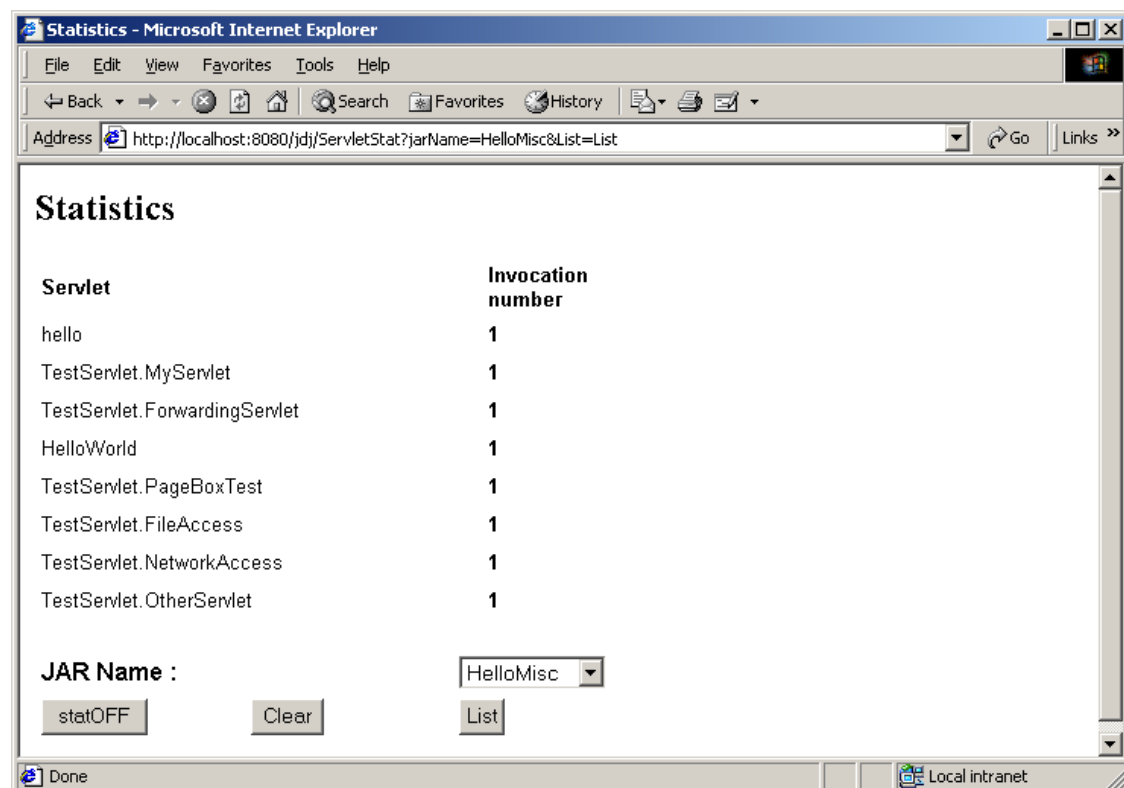 Statistics - Microsoft Internet Explorer
File Edit View Favorites Tools Help
Back Search Favorites History
Address http://localhost:8080/jdj/ServletStat?jarName=HelloMisc&List=List Go Links »
Statistics
Servlet Invocation number
hello 1
TestServlet.MyServlet 1
TestServlet.ForwardingServlet 1
HelloWorld 1
TestServlet.PageBoxTest 1
TestServlet.FileAccess 1
TestServlet.NetworkAccess 1
TestServlet.OtherServlet 1
JAR Name : HelloMisc
statOFF Clear List
Done Local intranet